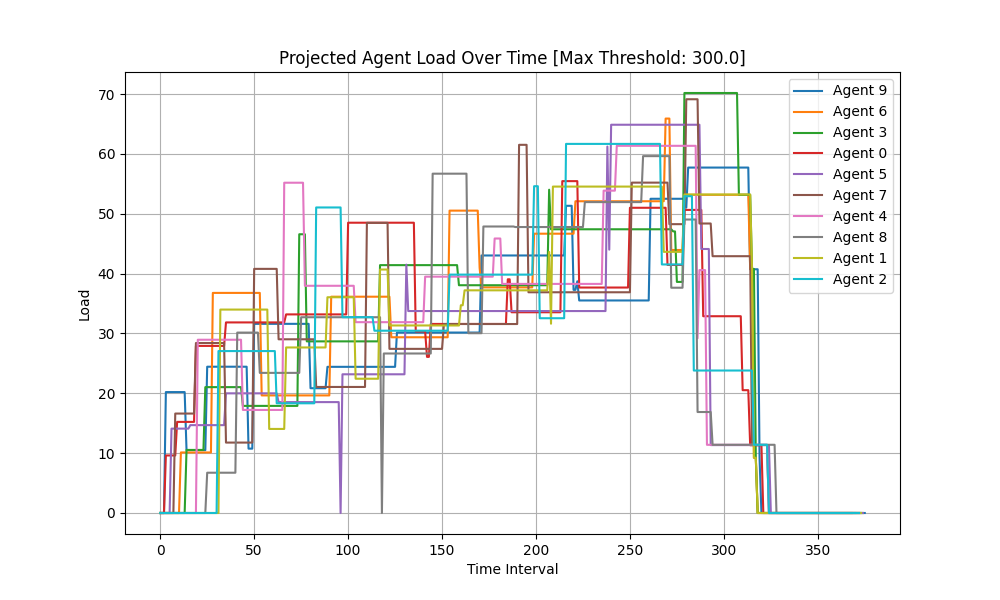 Projected Agent Load Over Time [Max Threshold: 300.0]
Load
70
60
50
40
30
20
10
0
0 50 100 150 200 250 300 350
Time Interval
Agent 9
Agent 6
Agent 3
Agent 0
Agent 5
Agent 7
Agent 4
Agent 8
Agent 1
Agent 2